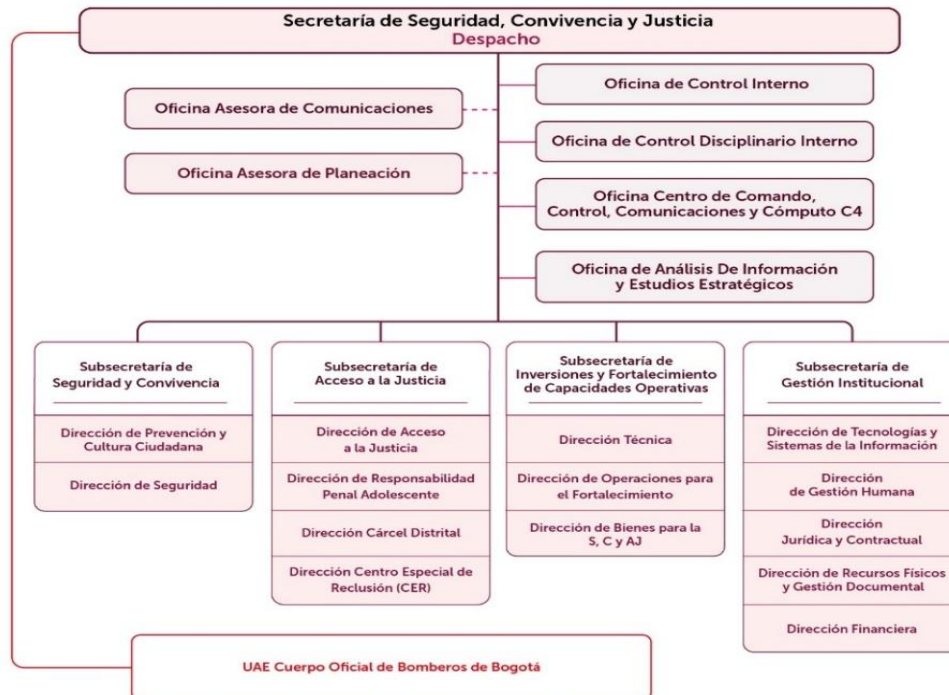 Secretaría de Seguridad, Convivencia y Justicia
Despacho
Oficina de Control Interno
Oficina Asesora de Comunicaciones
Oficina de Control Disciplinario Interno
Oficina Asesora de Planeación
Oficina Centro de Comando,
Control, Comunicaciones y Cómputo C4
Oficina de Análisis De Información
y Estudios Estratégicos
Subsecretaría de
Seguridad y Convivencia
Dirección de Prevención y
Cultura Ciudadana
Dirección de Seguridad
Subsecretaría de
Acceso a la Justicia
Dirección de Acceso
a la Justicia
Dirección de Responsabilidad
Penal Adolescente
Dirección Cárcel Distrital
Dirección Centro Especial de
Reclusión (CER)
Subsecretaría de
Inversiones y Fortalecimiento
de Capacidades Operativas
Dirección Técnica
Dirección de Operaciones para
el Fortalecimiento
Dirección de Bienes para la
S, C y AJ
Subsecretaría de
Gestión Institucional
Dirección de Tecnologías y
Sistemas de la Información
Dirección
de Gestión Humana
Dirección
Jurídica y Contractual
Dirección de Recursos Físicos
y Gestión Documental
Dirección Financiera
UAE Cuerpo Oficial de Bomberos de Bogotá